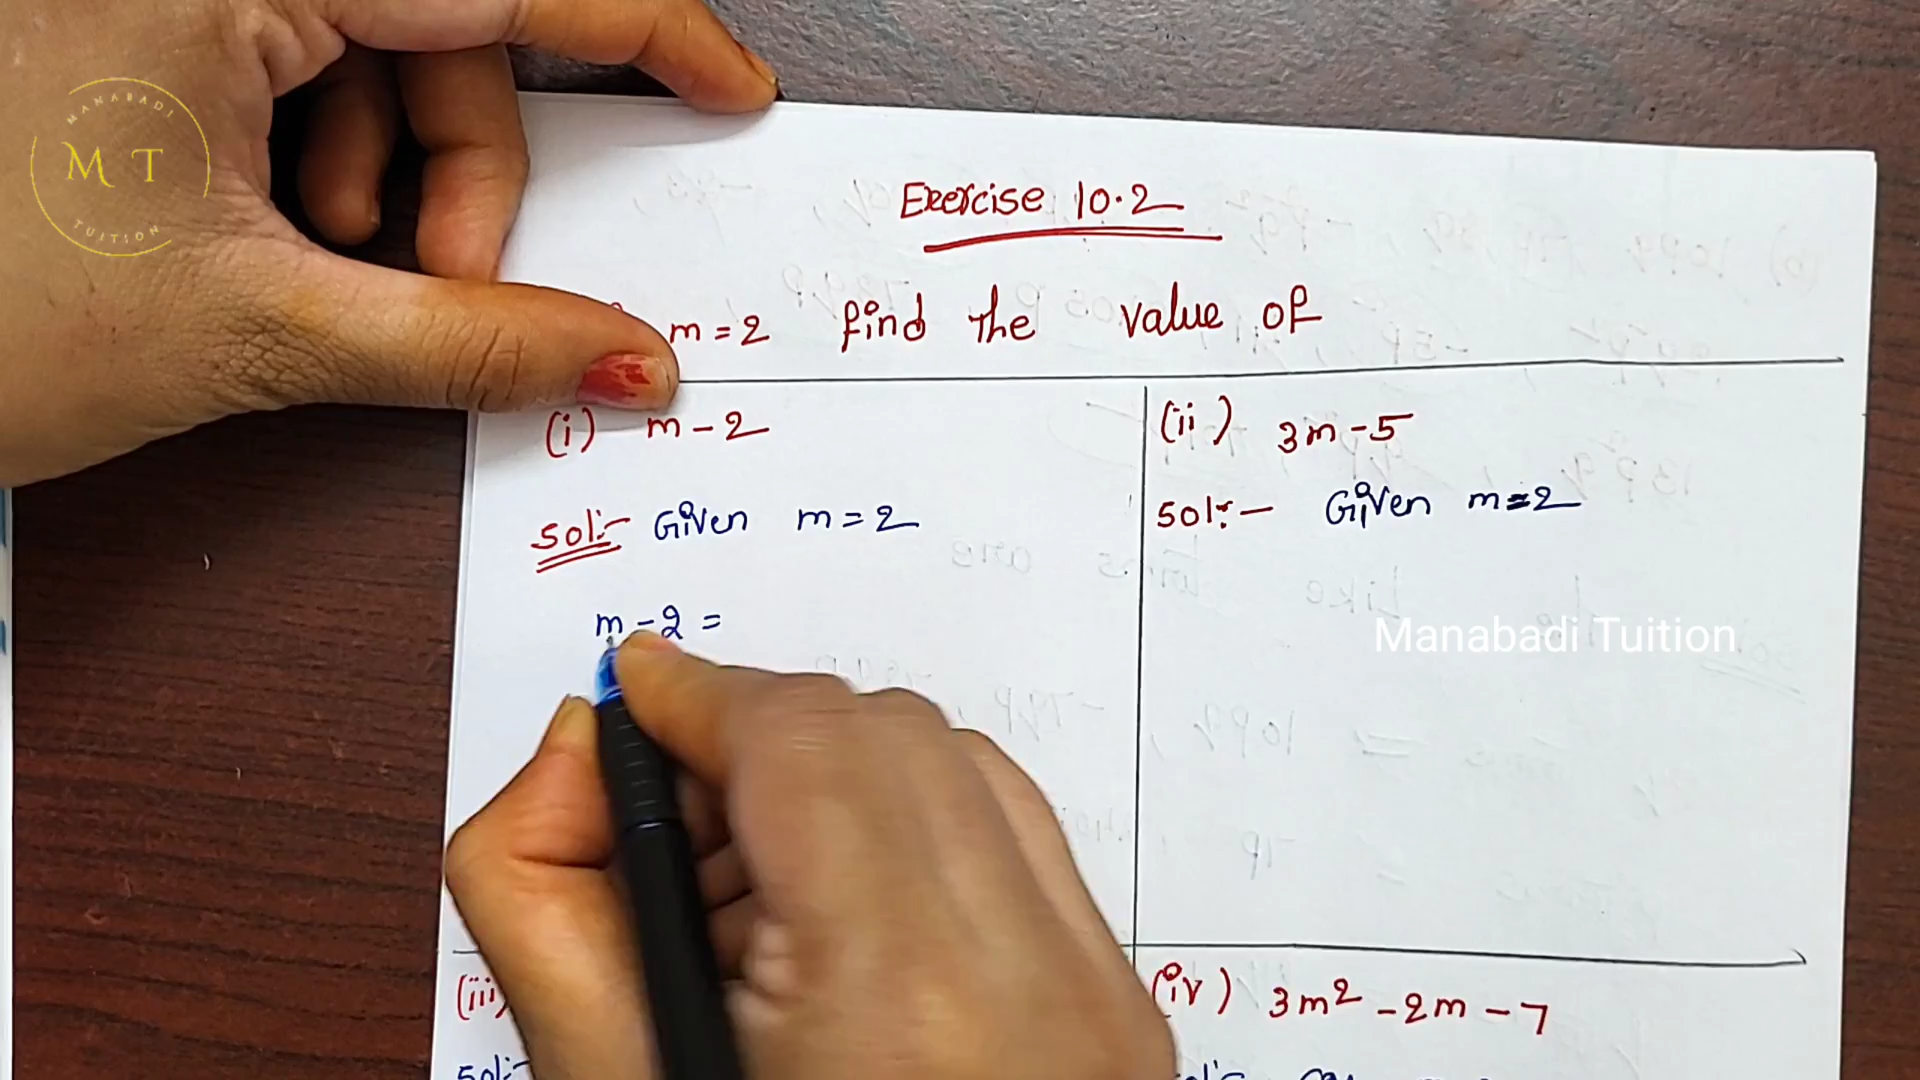 MANABADI
M T
TUITION
Exercise 10.2
m = 2 find the value of
(i) m - 2
Sol:- Given m = 2
m - 2 =
(ii) 3m - 5
Sol:- Given m = 2
Manabadi Tuition
(iii)
Sol:-
(iv) 3m² - 2m - 7